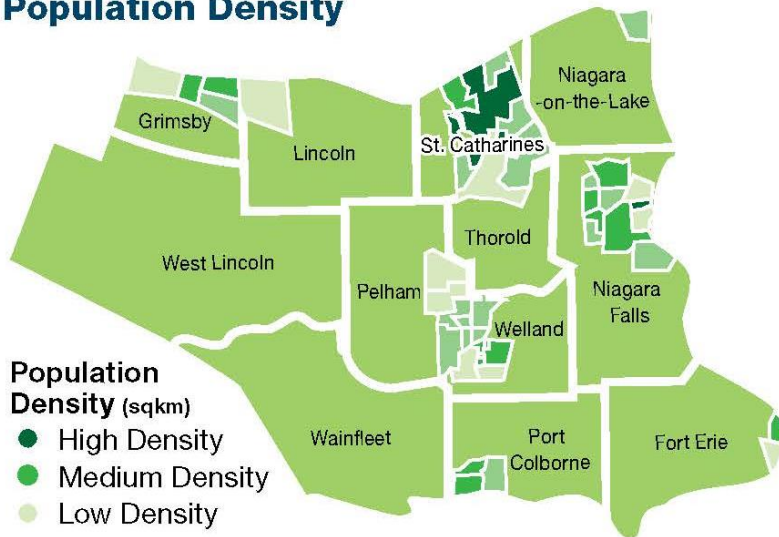 Population Density
Niagara
-on-the-Lake
Grimsby
Lincoln
St. Catharines
Thorold
West Lincoln
Pelham
Niagara
Falls
Welland
Population
Density (sqkm)
High Density
Medium Density
Low Density
Wainfleet
Port
Colborne
Fort Erie